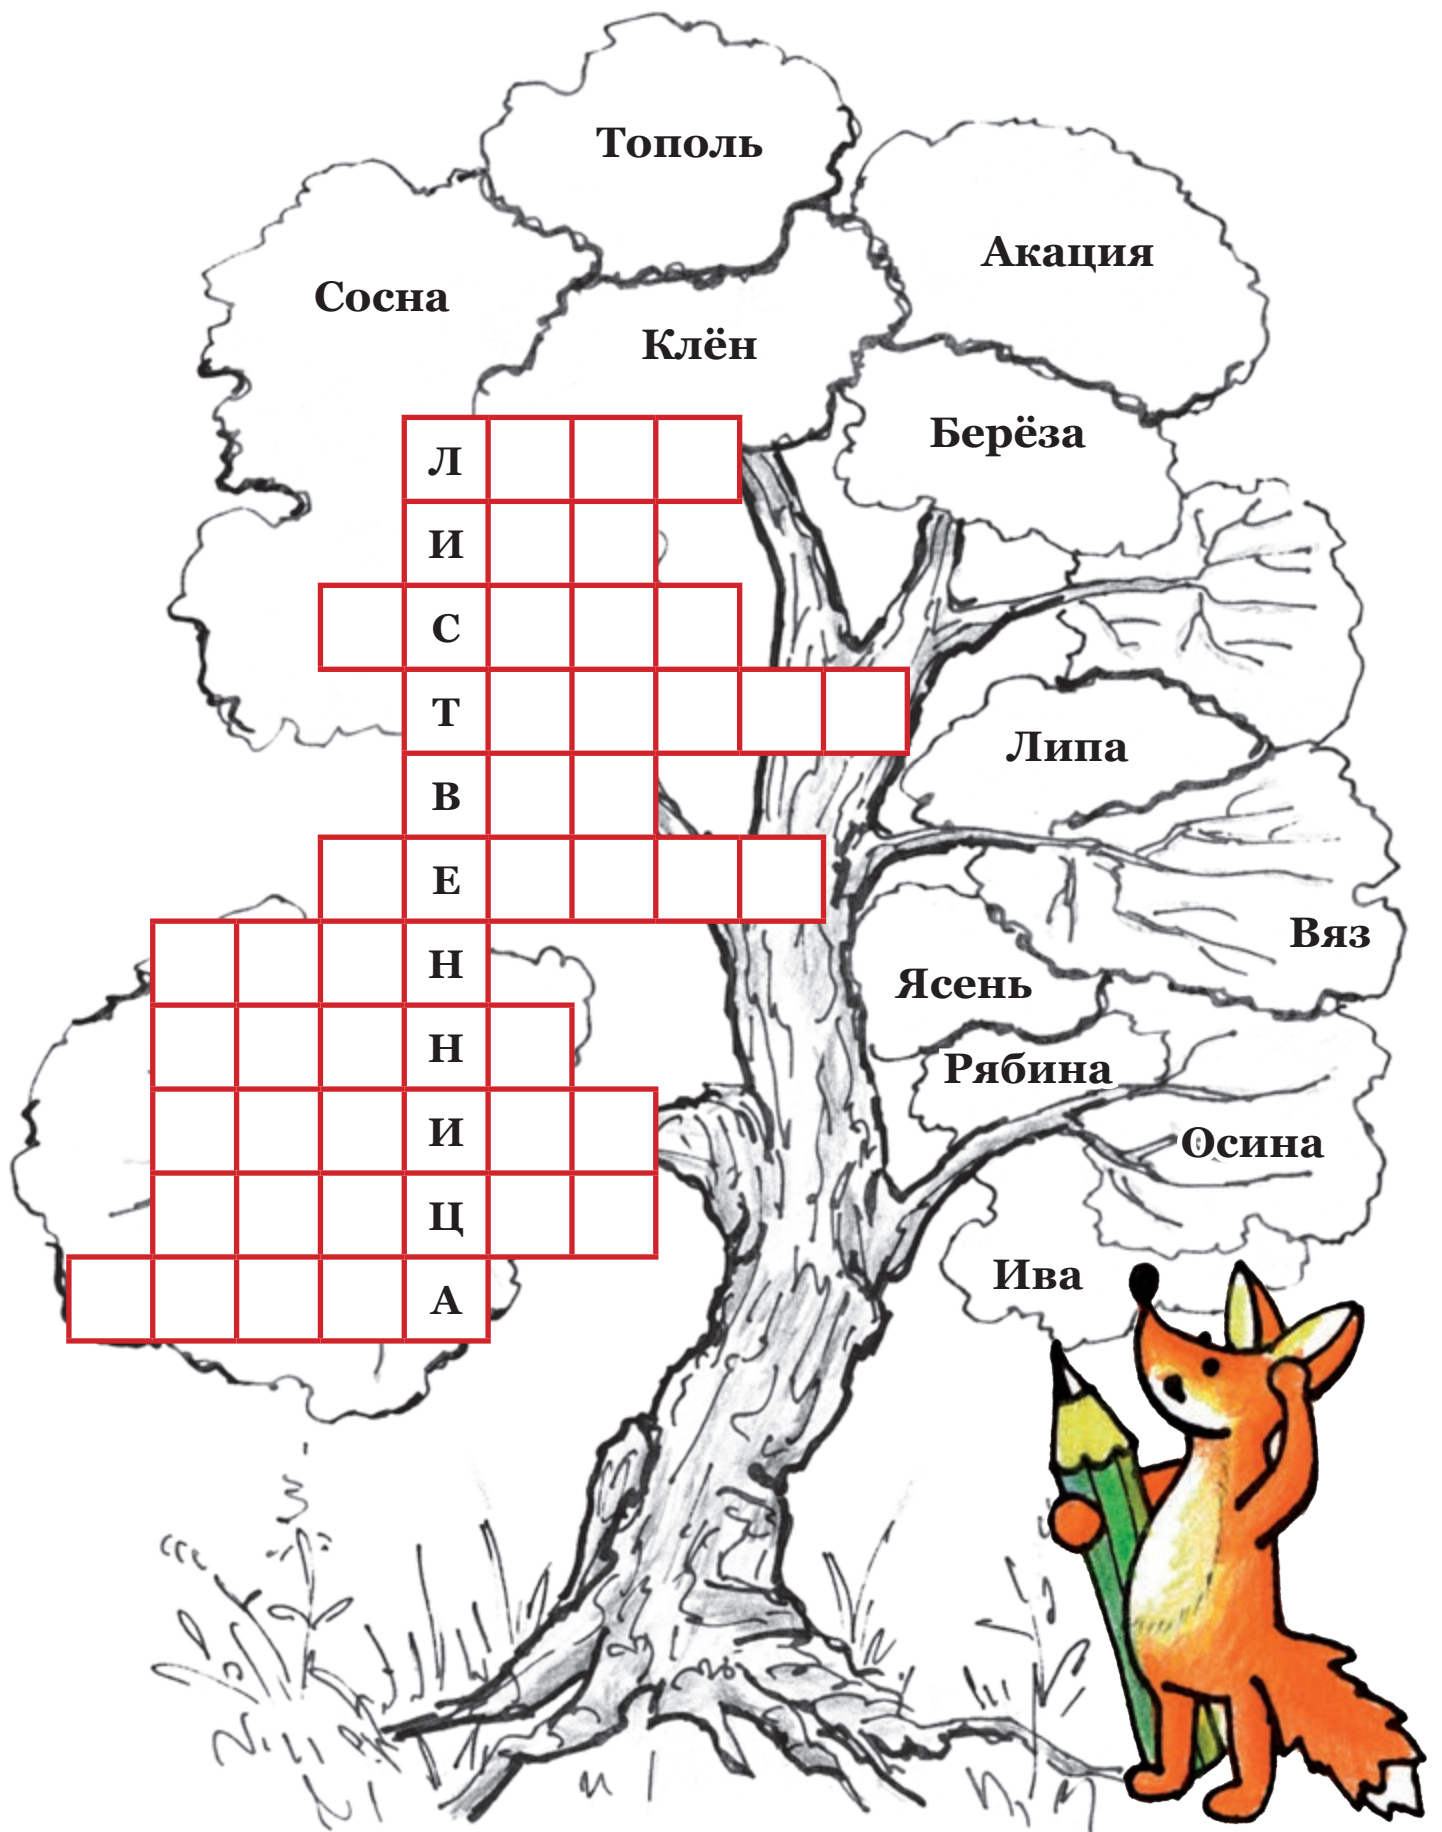 Тополь
Акация
Сосна
Клён
Берёза
Л
И
С
Т
В
Е
Н
Н
И
Ц
А
Липа
Вяз
Ясень
Рябина
Осина
Ива